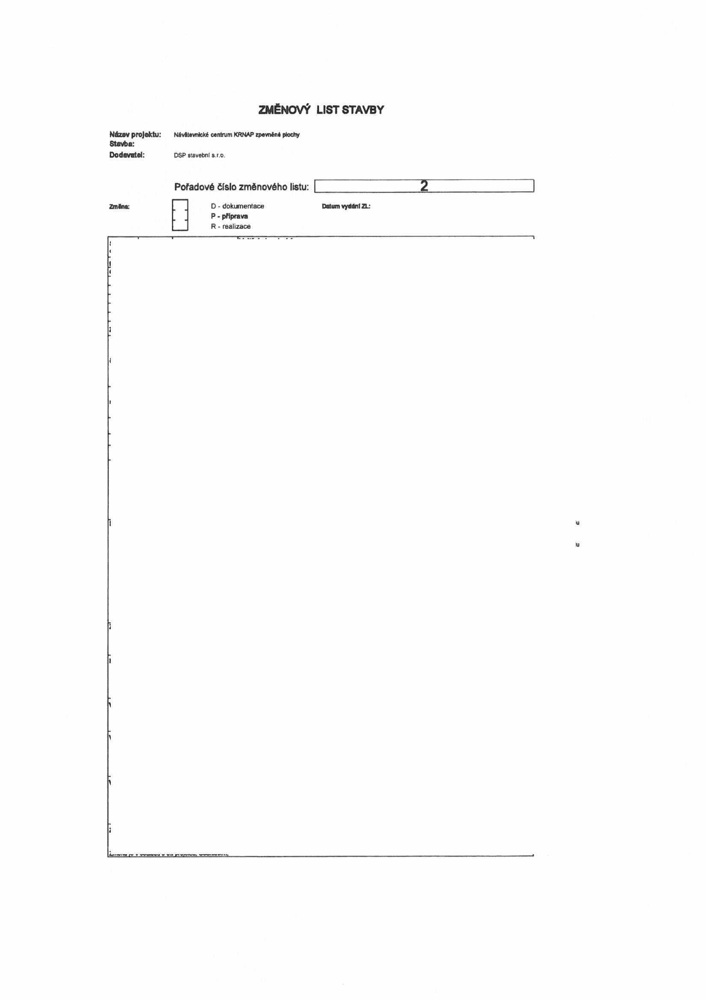 ZMĚNOVÝ LIST STAVBY
Název projektu: Návštevnické centrum KRNAP zpevněné plochy
Stavba:
Dodavatel: DSP stavební s.r.o.
Pořadové číslo změnového listu: 2
Změna: D - dokumentace Datum vydání ZL:
P - příprava
R - realizace
u
u